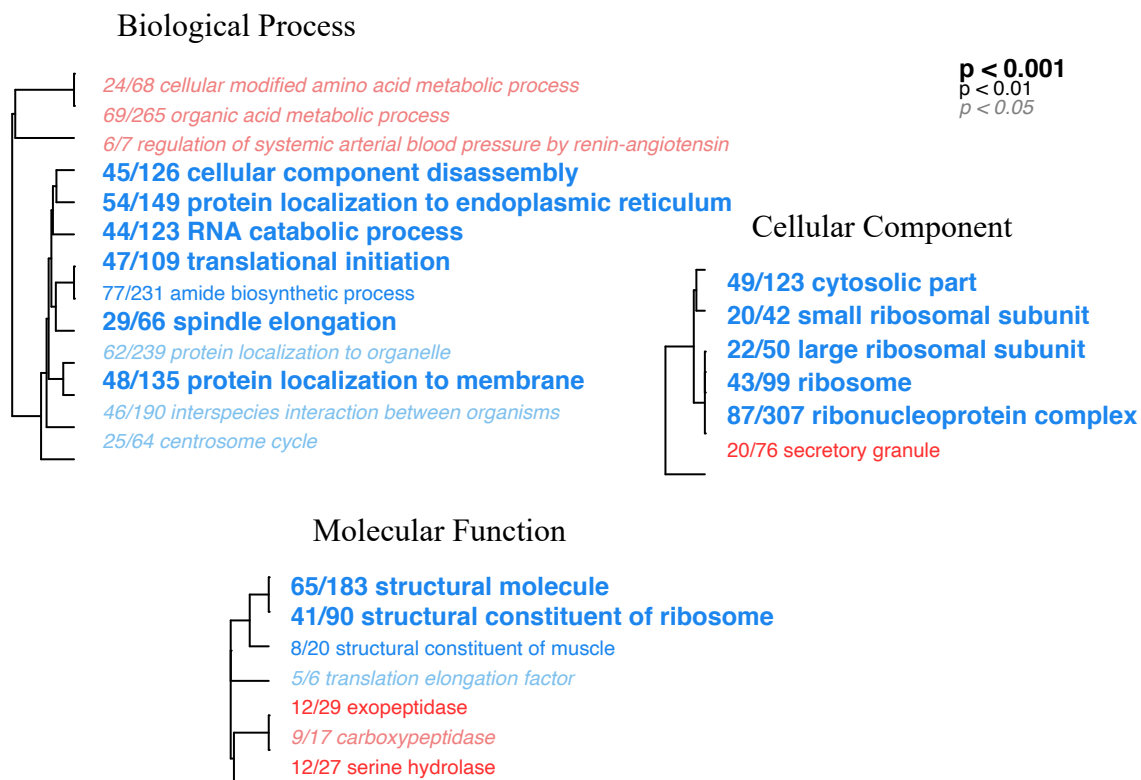 Biological Process
24/68 cellular modified amino acid metabolic process
69/265 organic acid metabolic process
6/7 regulation of systemic arterial blood pressure by renin-angiotensin
45/126 cellular component disassembly
54/149 protein localization to endoplasmic reticulum
44/123 RNA catabolic process
47/109 translational initiation
77/231 amide biosynthetic process
29/66 spindle elongation
62/239 protein localization to organelle
48/135 protein localization to membrane
46/190 interspecies interaction between organisms
25/64 centrosome cycle
p < 0.001
p < 0.01
p < 0.05
Cellular Component
49/123 cytosolic part
20/42 small ribosomal subunit
22/50 large ribosomal subunit
43/99 ribosome
87/307 ribonucleoprotein complex
20/76 secretory granule
Molecular Function
65/183 structural molecule
41/90 structural constituent of ribosome
8/20 structural constituent of muscle
5/6 translation elongation factor
12/29 exopeptidase
9/17 carboxypeptidase
12/27 serine hydrolase